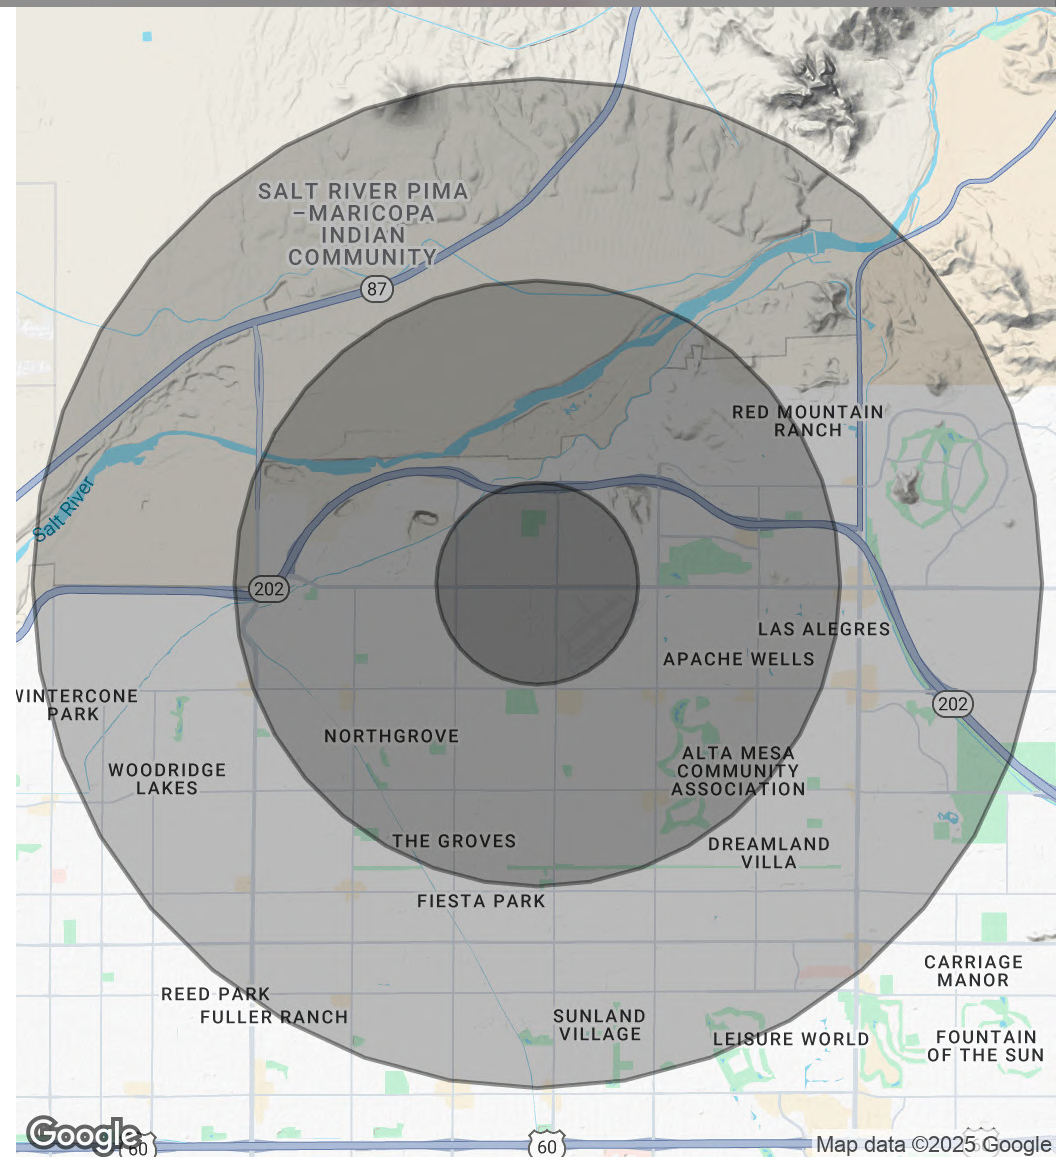 SALT RIVER PIMA
–MARICOPA
INDIAN
COMMUNITY
87
RED MOUNTAIN
RANCH
Salt River
202
LAS ALEGRES
APACHE WELLS
WINTERCONE
PARK
202
NORTHGROVE
ALTA MESA
COMMUNITY
ASSOCIATION
WOODRIDGE
LAKES
THE GROVES
DREAMLAND
VILLA
FIESTA PARK
CARRIAGE
MANOR
REED PARK
FULLER RANCH
SUNLAND
VILLAGE
LEISURE WORLD
FOUNTAIN
OF THE SUN
Google
60
60
Map data ©2025 Google